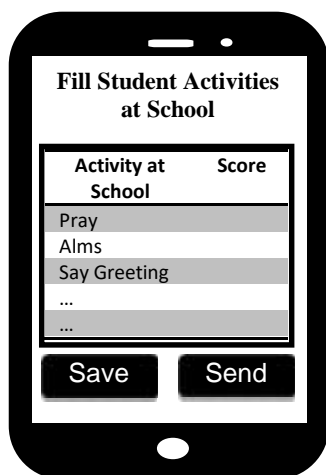 Fill Student Activities
at School
Activity at School Score
Pray
Alms
Say Greeting
...
...
Save Send